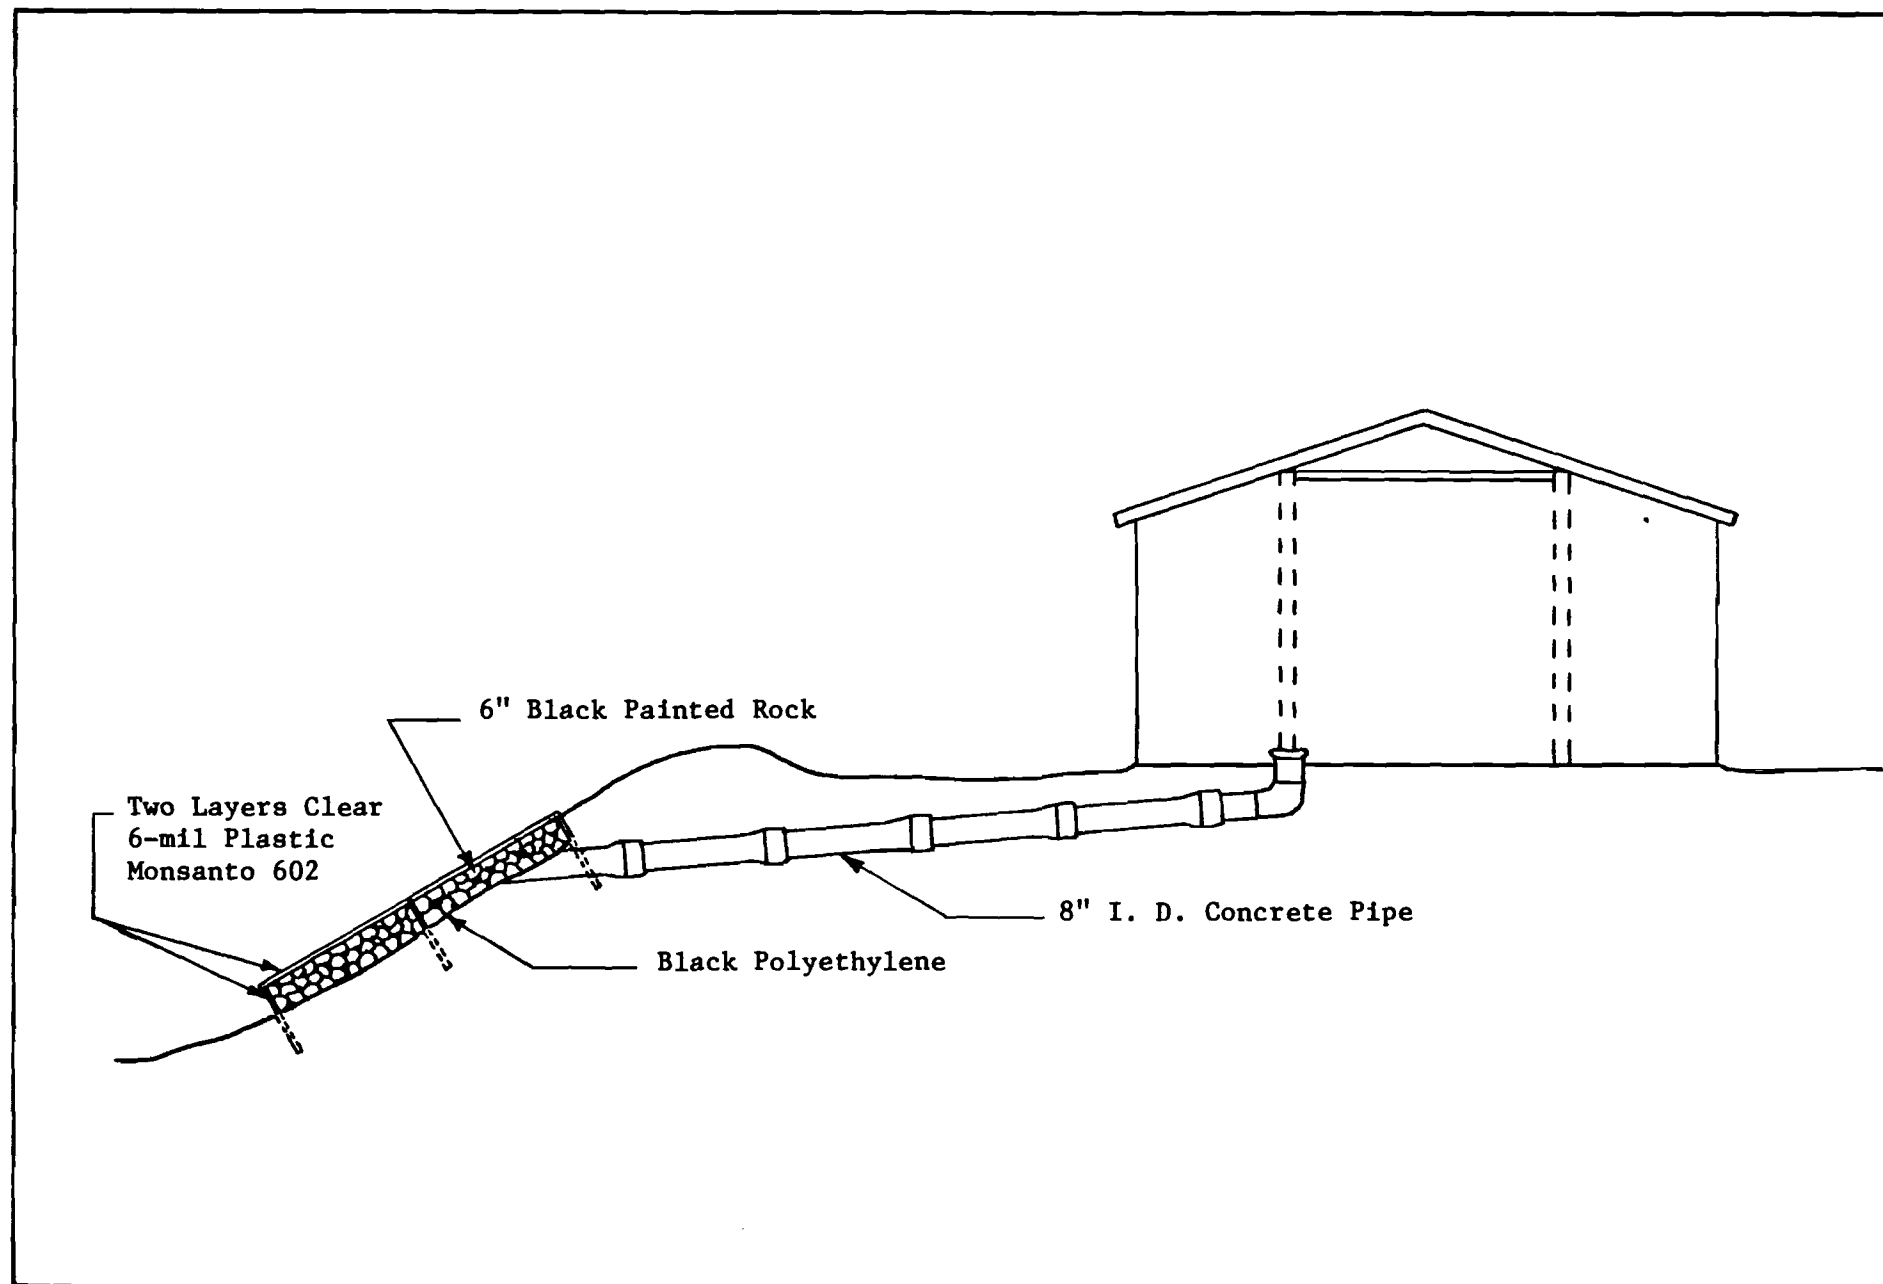 6" Black Painted Rock
Two Layers Clear
6-mil Plastic
Monsanto 602
8" I. D. Concrete Pipe
Black Polyethylene